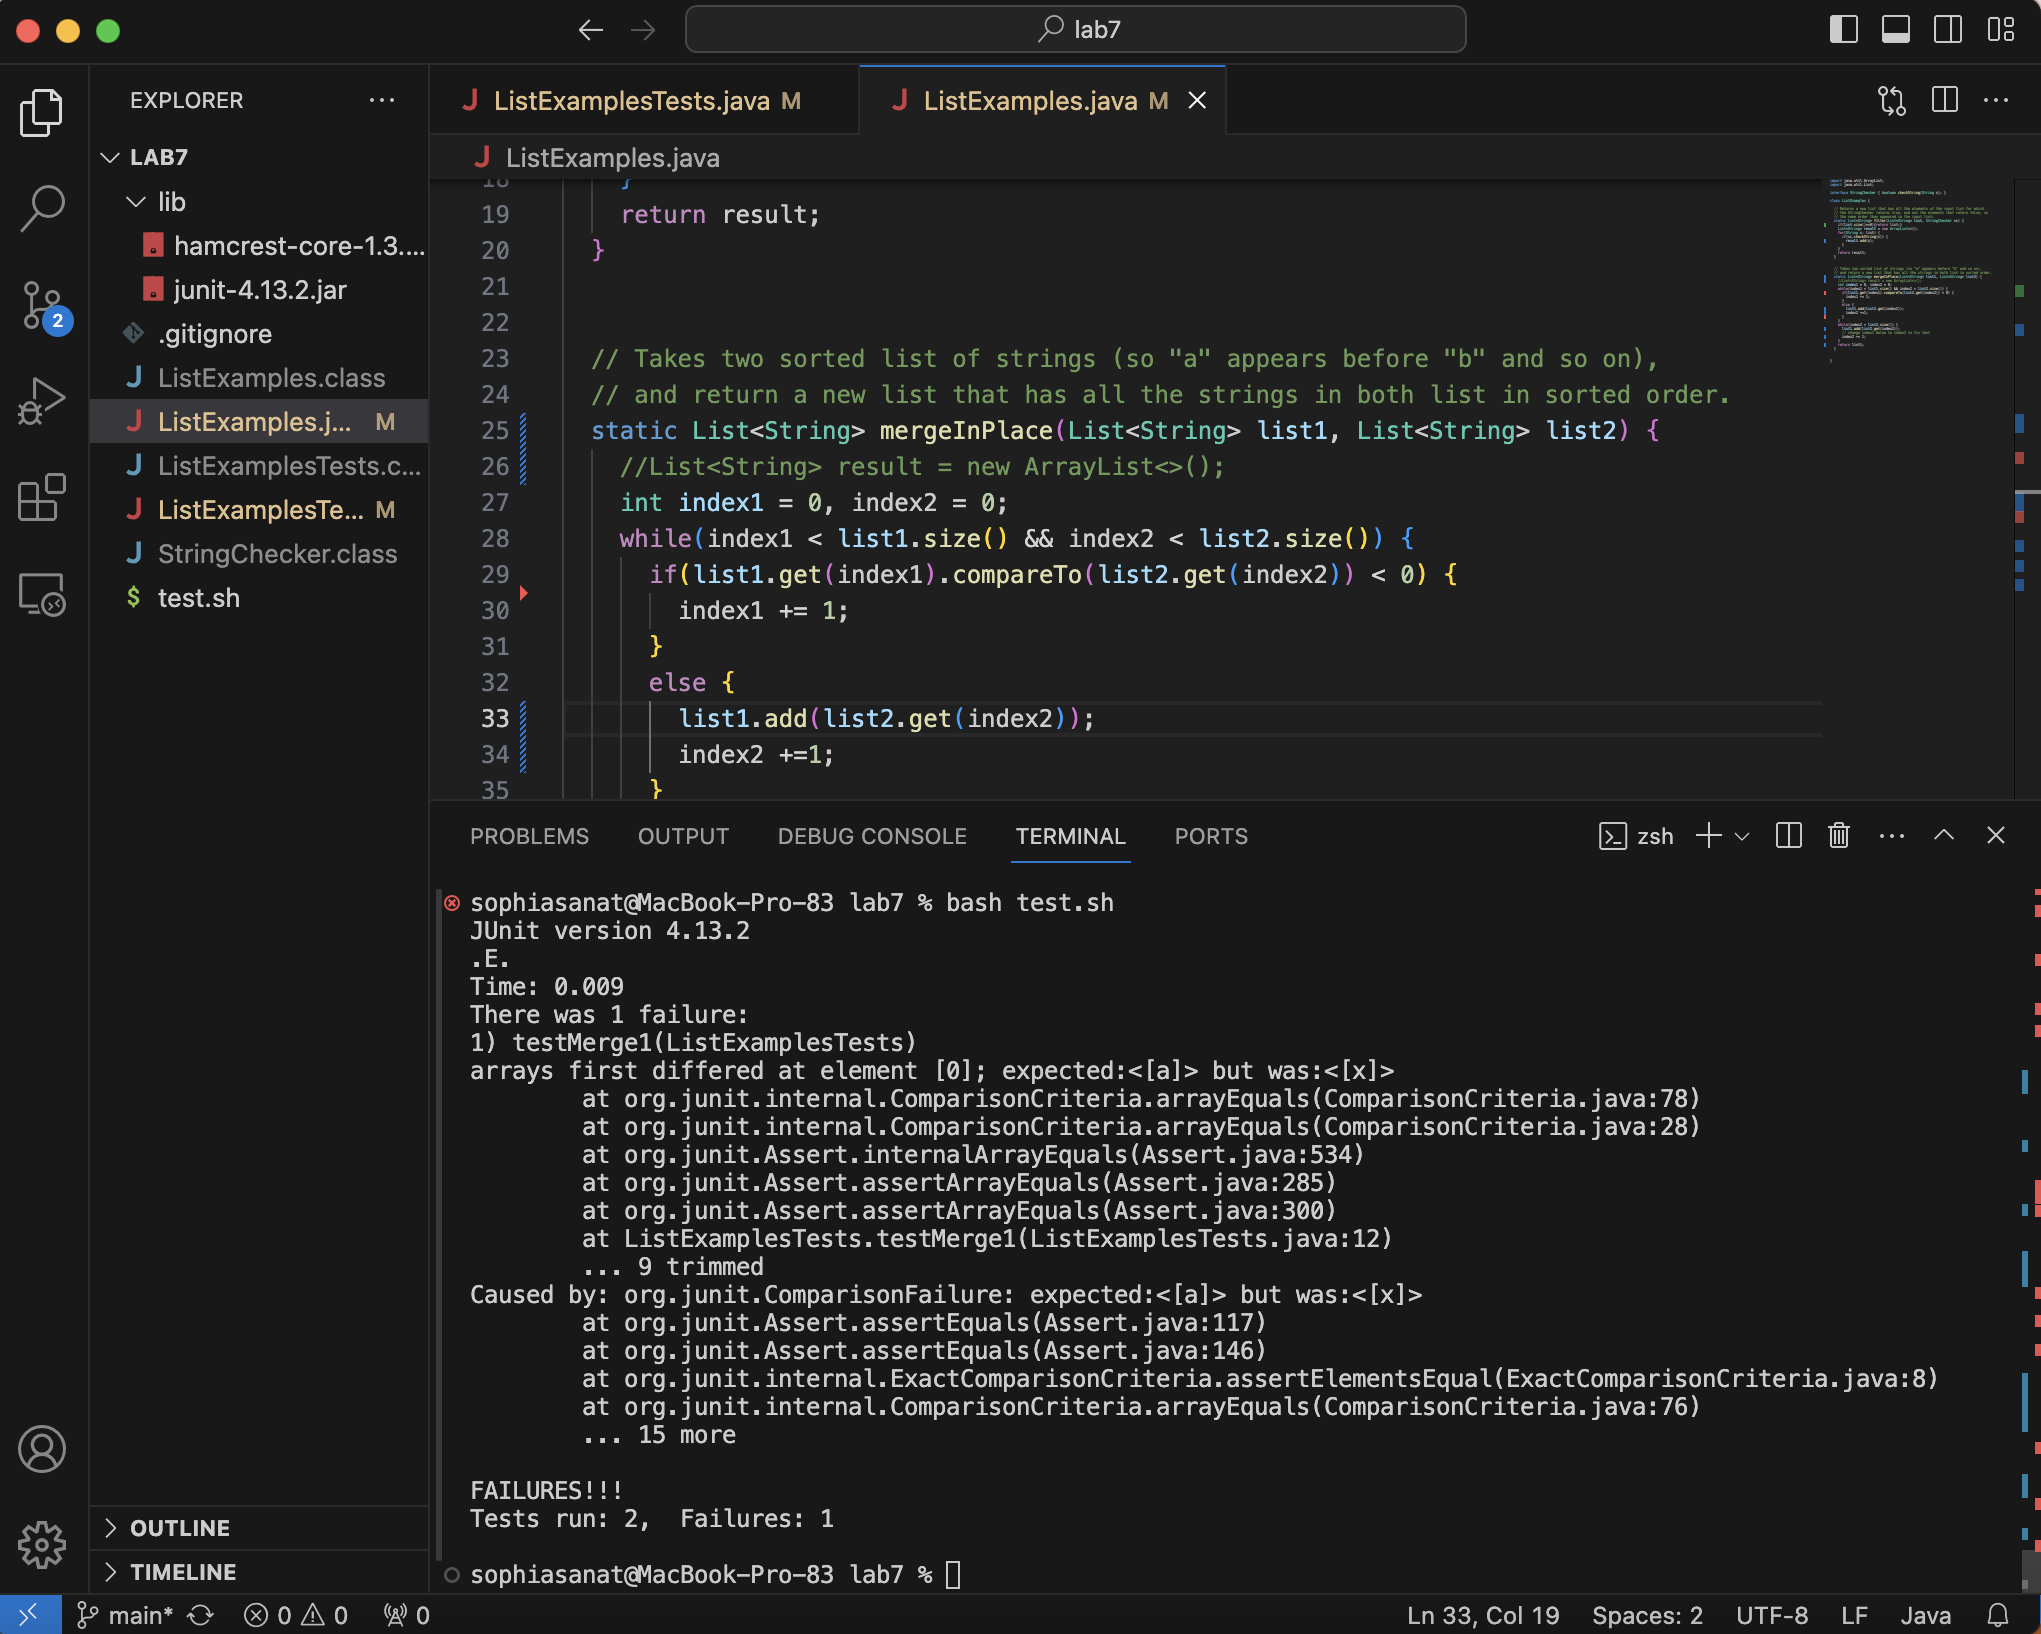 lab7
EXPLORER
LAB7
lib
hamcrest-core-1.3....
junit-4.13.2.jar
.gitignore
ListExamples.class
ListExamples.j... M
ListExamplesTests.c...
ListExamplesTe... M
StringChecker.class
$ test.sh
2
OUTLINE
TIMELINE
ListExamplesTests.java M
ListExamples.java M
ListExamples.java
18 }
19 return result;
20 }
21
22
23 // Takes two sorted list of strings (so "a" appears before "b" and so on),
24 // and return a new list that has all the strings in both list in sorted order.
25 static List<String> mergeInPlace(List<String> list1, List<String> list2) {
26 //List<String> result = new ArrayList<>();
27 int index1 = 0, index2 = 0;
28 while(index1 < list1.size() && index2 < list2.size()) {
29 if(list1.get(index1).compareTo(list2.get(index2)) < 0) {
30 index1 += 1;
31 }
32 else {
33 list1.add(list2.get(index2));
34 index2 +=1;
35 }
PROBLEMS OUTPUT DEBUG CONSOLE TERMINAL PORTS zsh
sophiasanat@MacBook-Pro-83 lab7 % bash test.sh
JUnit version 4.13.2
.E.
Time: 0.009
There was 1 failure:
1) testMerge1(ListExamplesTests)
arrays first differed at element [0]; expected:<[a]> but was:<[x]>
at org.junit.internal.ComparisonCriteria.arrayEquals(ComparisonCriteria.java:78)
at org.junit.internal.ComparisonCriteria.arrayEquals(ComparisonCriteria.java:28)
at org.junit.Assert.internalArrayEquals(Assert.java:534)
at org.junit.Assert.assertArrayEquals(Assert.java:285)
at org.junit.Assert.assertArrayEquals(Assert.java:300)
at ListExamplesTests.testMerge1(ListExamplesTests.java:12)
... 9 trimmed
Caused by: org.junit.ComparisonFailure: expected:<[a]> but was:<[x]>
at org.junit.Assert.assertEquals(Assert.java:117)
at org.junit.Assert.assertEquals(Assert.java:146)
at org.junit.internal.ExactComparisonCriteria.assertElementsEqual(ExactComparisonCriteria.java:8)
at org.junit.internal.ComparisonCriteria.arrayEquals(ComparisonCriteria.java:76)
... 15 more
FAILURES!!!
Tests run: 2,  Failures: 1
sophiasanat@MacBook-Pro-83 lab7 %
main* 0 0 0 Ln 33, Col 19 Spaces: 2 UTF-8 LF Java